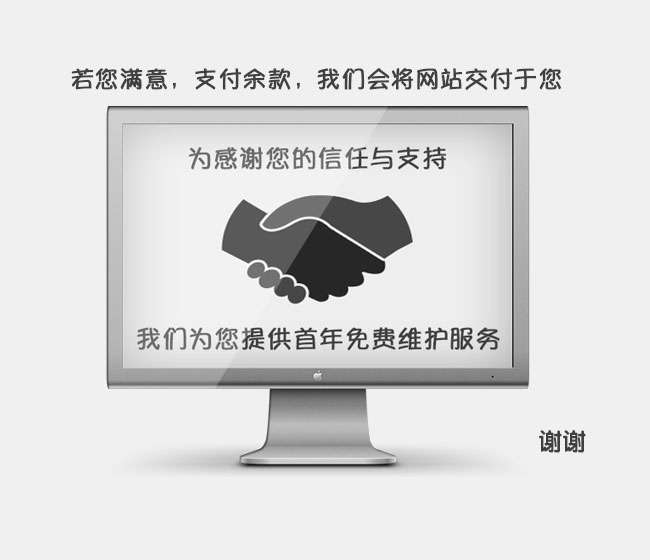 若您满意，支付余款，我们会将网站交付于您
为感谢您的信任与支持
我们为您提供首年免费维护服务
谢谢